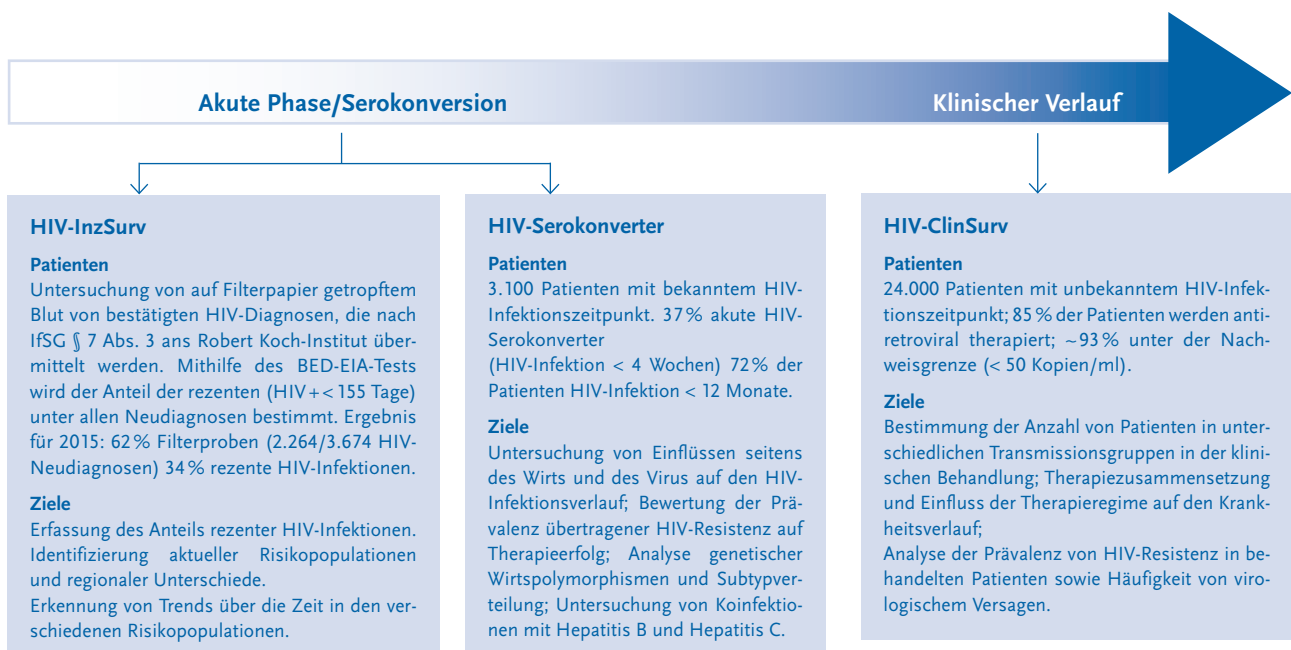 Akute Phase/Serokonversion
Klinischer Verlauf
HIV-InzSurv
Patienten
Untersuchung von auf Filterpapier getropftem
Blut von bestätigten HIV-Diagnosen, die nach
IfSG § 7 Abs. 3 ans Robert Koch-Institut über-
mittelt werden. Mithilfe des BED-EIA-Tests
wird der Anteil der rezenten (HIV+< 155 Tage)
unter allen Neudiagnosen bestimmt. Ergebnis
für 2015: 62 % Filterproben (2.264/3.674 HIV-
Neudiagnosen) 34 % rezente HIV-Infektionen.
Ziele
Erfassung des Anteils rezenter HIV-Infektionen.
Identifizierung aktueller Risikopopulationen
und regionaler Unterschiede.
Erkennung von Trends über die Zeit in den ver-
schiedenen Risikopopulationen.
HIV-Serokonverter
Patienten
3.100 Patienten mit bekanntem HIV-
Infektionszeitpunkt. 37 % akute HIV-
Serokonverter
(HIV-Infektion < 4 Wochen) 72 % der
Patienten HIV-Infektion < 12 Monate.
Ziele
Untersuchung von Einflüssen seitens
des Wirts und des Virus auf den HIV-
Infektionsverlauf; Bewertung der Prä-
valenz übertragener HIV-Resistenz auf
Therapieerfolg; Analyse genetischer
Wirtspolymorphismen und Subtypver-
teilung; Untersuchung von Koinfektio-
nen mit Hepatitis B und Hepatitis C.
HIV-ClinSurv
Patienten
24.000 Patienten mit unbekanntem HIV-Infek-
tionszeitpunkt; 85 % der Patienten werden anti-
retroviral therapiert; ~93 % unter der Nach-
weisgrenze (< 50 Kopien/ml).
Ziele
Bestimmung der Anzahl von Patienten in unter-
schiedlichen Transmissionsgruppen in der klini-
schen Behandlung; Therapiezusammensetzung
und Einfluss der Therapieregime auf den Krank-
heitsverlauf;
Analyse der Prävalenz von HIV-Resistenz in be-
handelten Patienten sowie Häufigkeit von viro-
logischem Versagen.